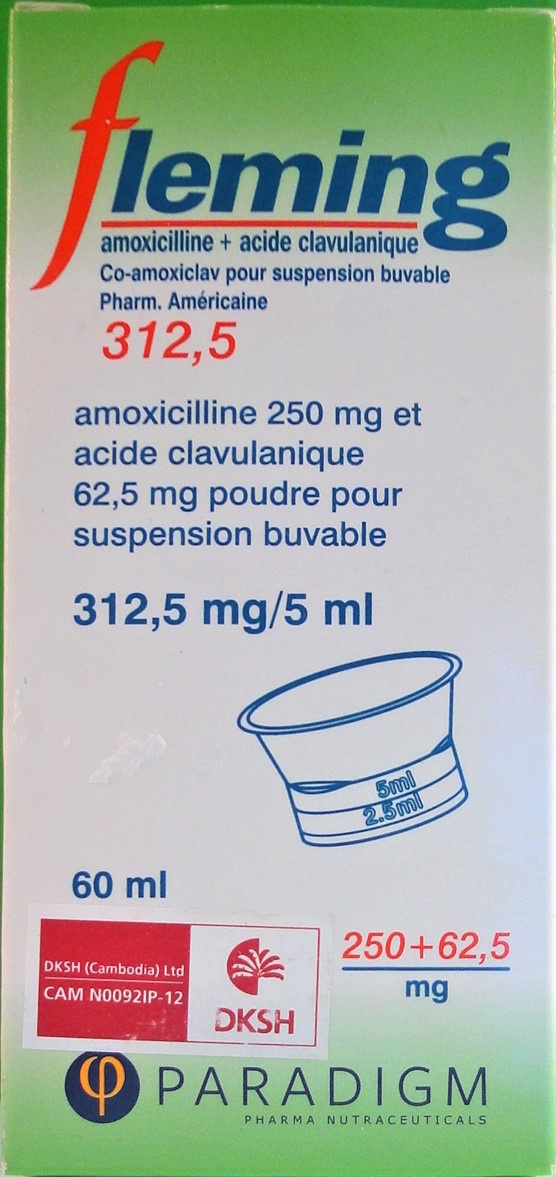 fleming
amoxicilline + acide clavulanique
Co-amoxiclav pour suspension buvable
Pharm. Américaine
312,5
amoxicilline 250 mg et
acide clavulanique
62,5 mg poudre pour
suspension buvable
312,5 mg/5 ml
5ml
2.5ml
60 ml
250+62,5
mg
DKSH (Cambodia) Ltd
CAM N0092IP-12
DKSH
PARADIGM
PHARMA NUTRACEUTICALS